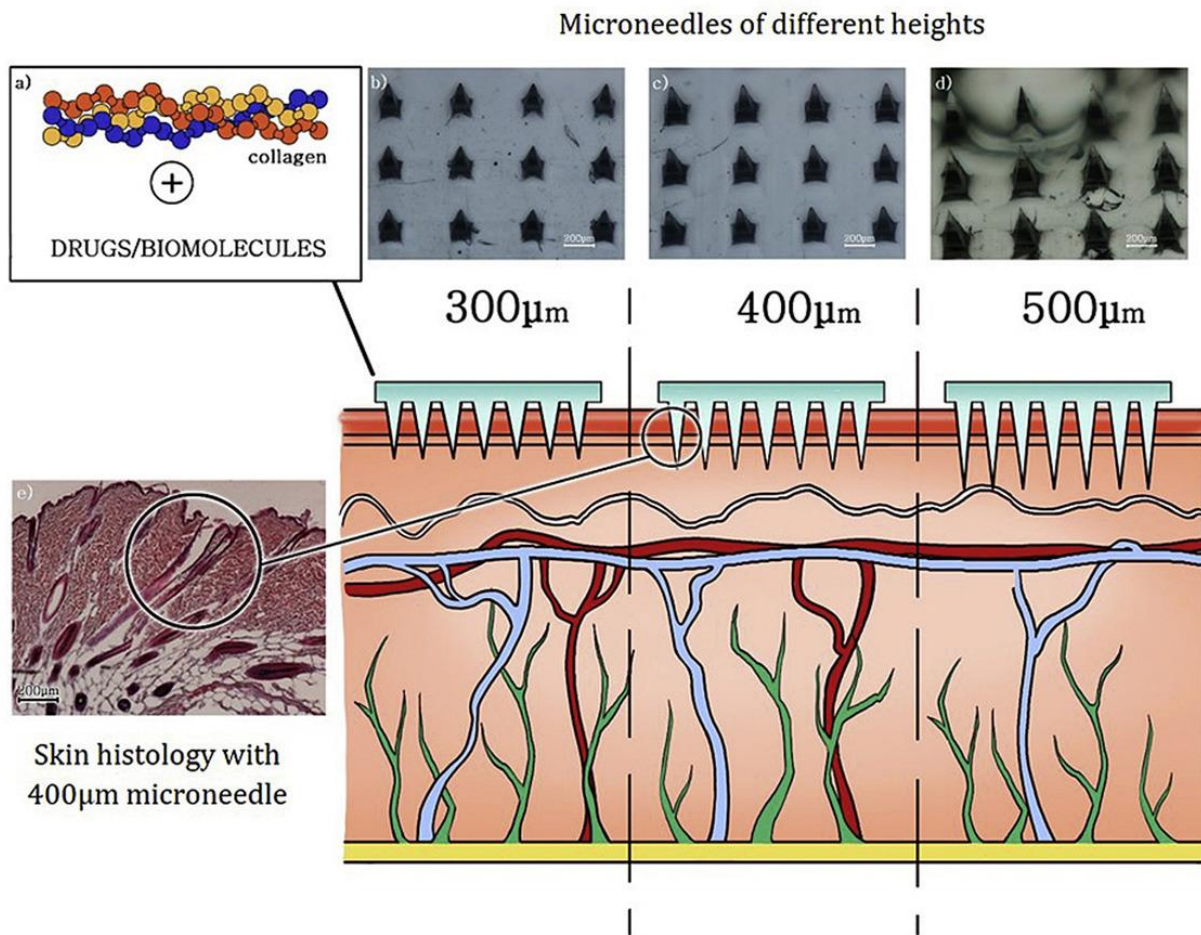 Microneedles of different heights
a)
collagen
+
DRUGS/BIOMOLECULES
b)
200µm
c)
200µm
d)
200µm
300µm
400µm
500µm
e)
200µm
Skin histology with
400µm microneedle